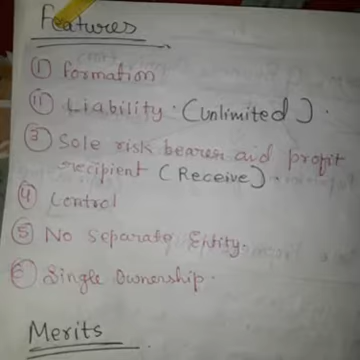 Features
① Formation
⑪ Liability. (Unlimited).
③ Sole risk bearer and profit
recipient (Receive).
④ Control
⑤ No Separate Entity.
⑥ Single Ownership.
Merits